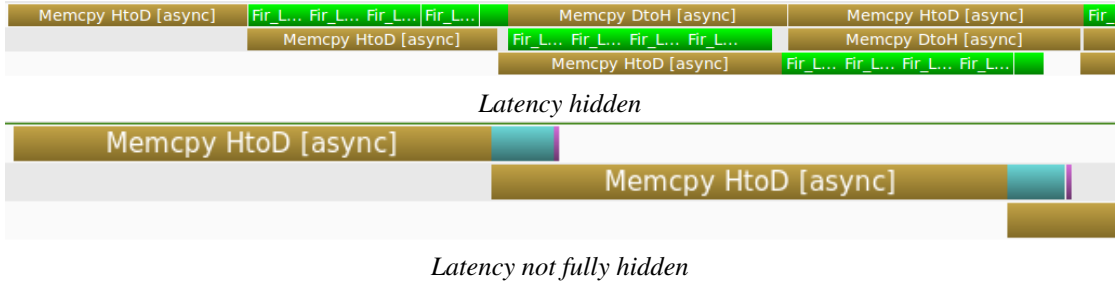 Memcpy HtoD [async] Fir_L... Fir_L... Fir_L... Fir_L... Memcpy DtoH [async] Memcpy HtoD [async] Fir_
Memcpy HtoD [async] Fir_L... Fir_L... Fir_L... Fir_L... Memcpy DtoH [async]
Memcpy HtoD [async] Fir_L... Fir_L... Fir_L... Fir_L...
Latency hidden
Memcpy HtoD [async]
Memcpy HtoD [async]
Latency not fully hidden